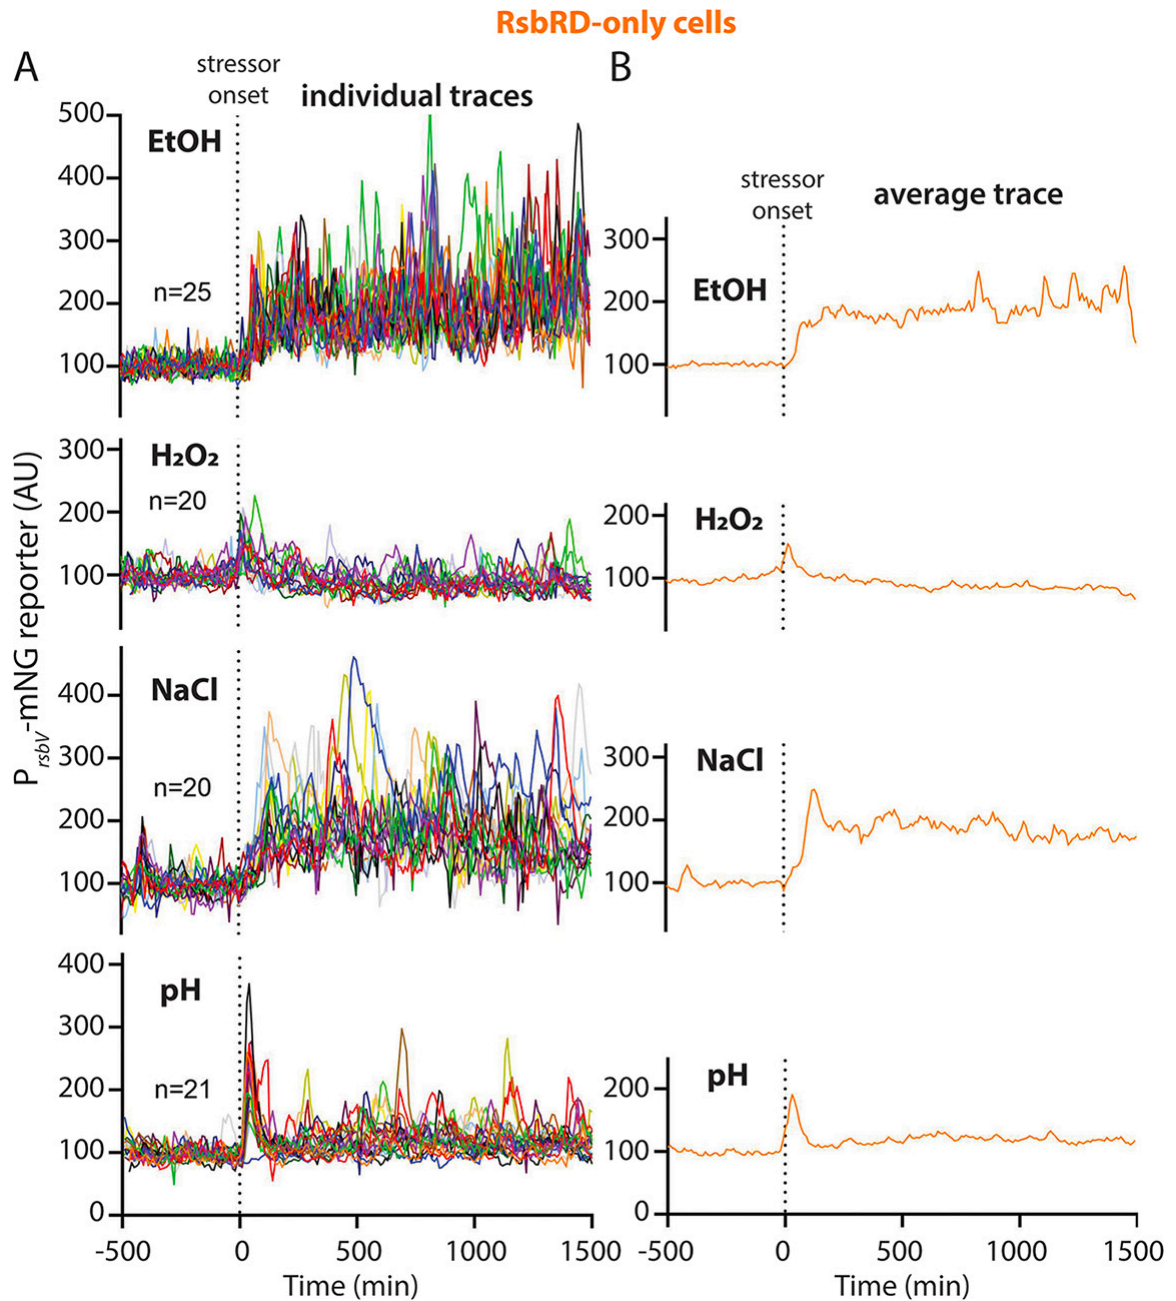 RsbRD-only cells
A
B
stressor
onset
individual traces
500
EtOH
400
300
n=25
200
100
stressor
onset
average trace
300
EtOH
200
100
300
H₂O₂
n=20
200
100
200
H₂O₂
100
P rsbV-mNG reporter (AU)
NaCl
400
300
n=20
200
100
300
NaCl
200
100
400
pH
300
n=21
200
100
0
-500
0
500
1000
1500
Time (min)
pH
200
100
0
-500
0
500
1000
1500
Time (min)